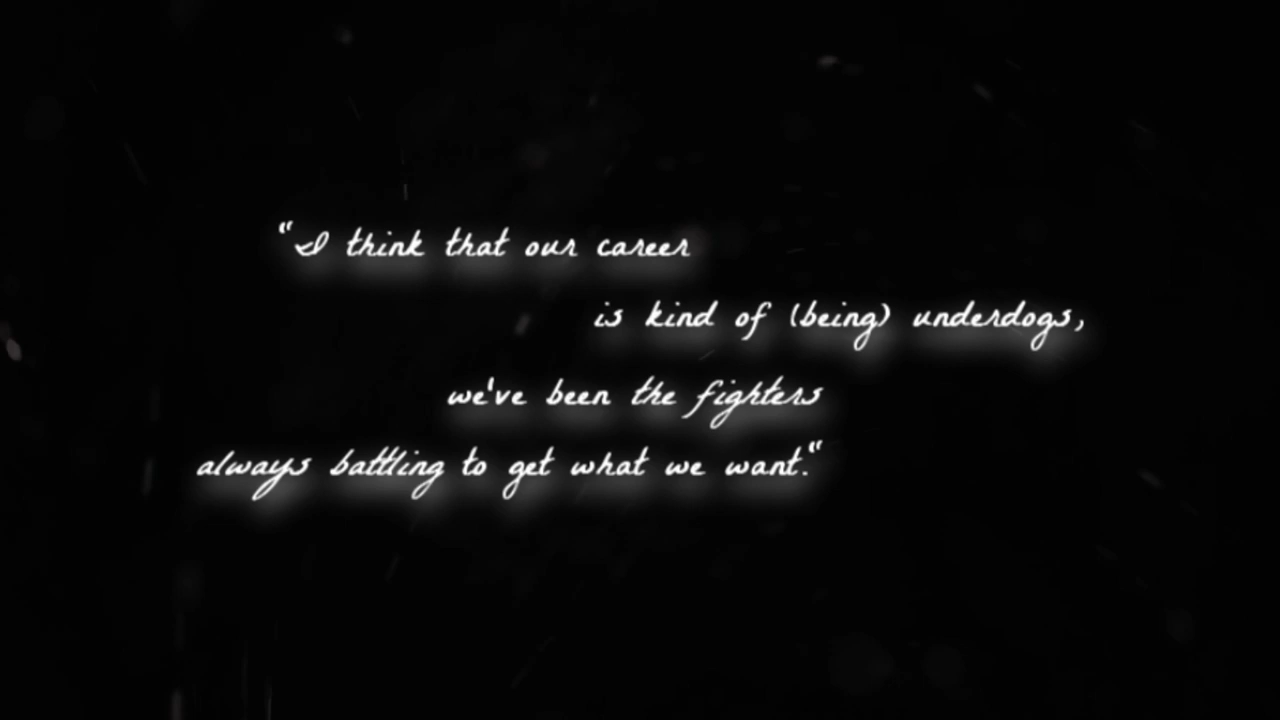 “I think that our career
is kind of (being) underdogs,
we've been the fighters
always battling to get what we want.“